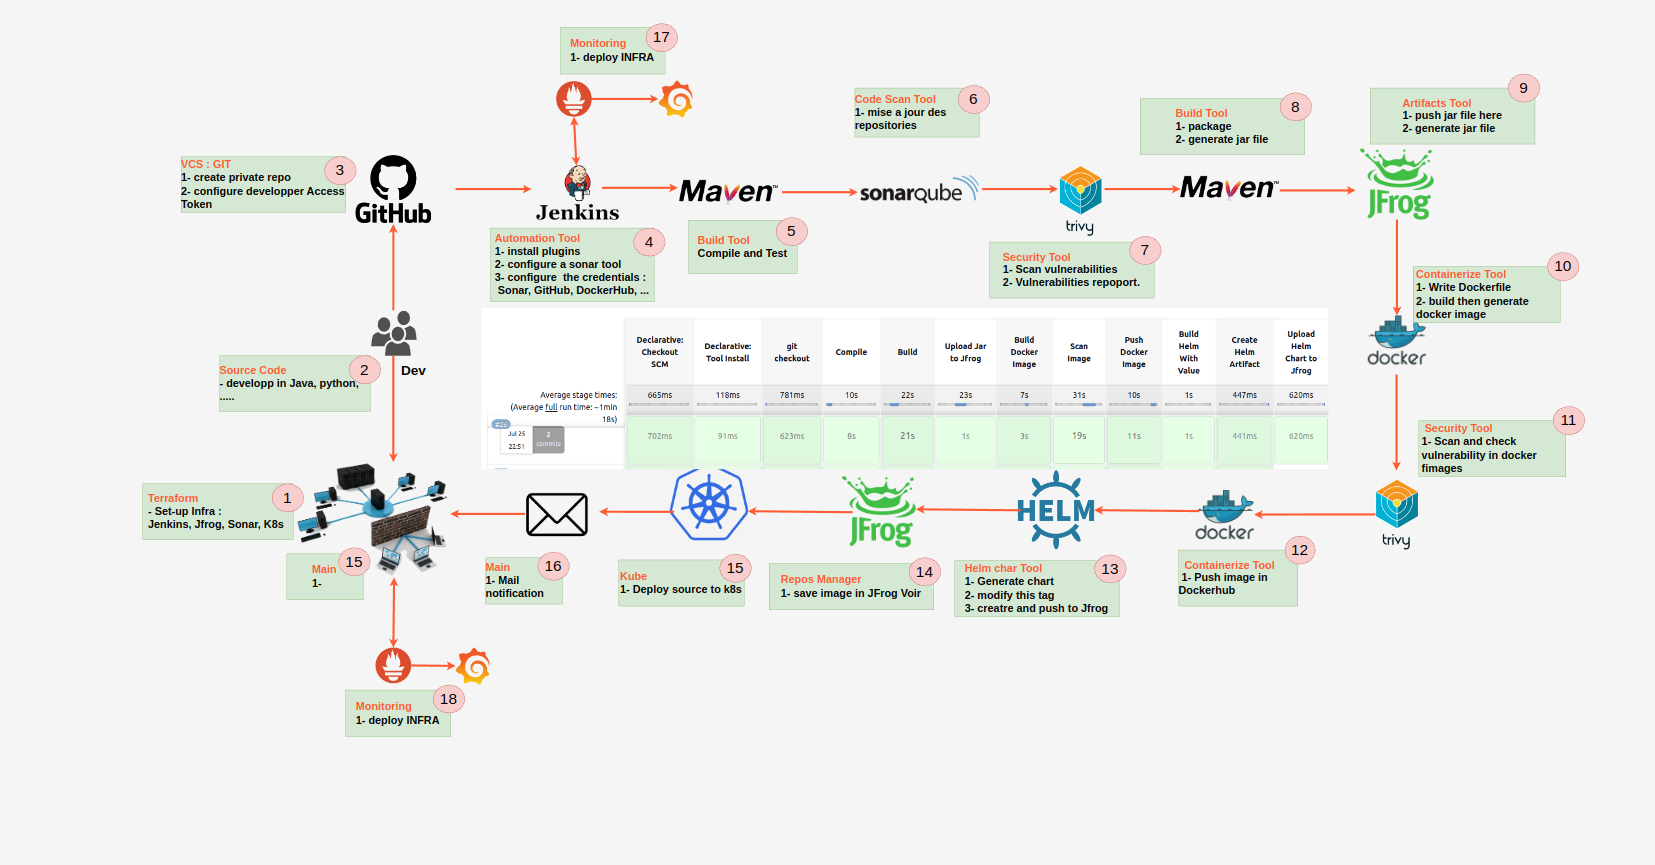 Monitoring
17
1- deploy INFRA
Code Scan Tool
6
1- mise a jour des
repositories
Build Tool
8
1- package
2- generate jar file
Artifacts Tool
9
1- push jar file here
2- generate jar file
VCS : GIT
3
1- create private repo
2- configure developper Access
Token
GitHub
Jenkins
Maven™
sonarqube
trivy
Maven™
JFrog
Automation Tool
4
1- install plugins
2- configure a sonar tool
3- configure the credentials :
Sonar, GitHub, DockerHub, ...
Build Tool
5
Compile and Test
Security Tool
7
1- Scan vulnerabilities
2- Vulnerabilities repoport.
Containerize Tool
10
1- Write Dockerfile
2- build then generate
docker image
docker
Dev
Source Code
2
- developp in Java, python,
.....
Declarative:
Checkout
SCM
Declarative:
Tool Install
git
checkout
Compile
Build
Upload Jar
to Jfrog
Build
Docker
Image
Scan
Image
Push
Docker
Image
Build
Helm
With
Value
Create
Helm
Artifact
Upload
Helm
Chart to
Jfrog
Average stage times:
(Average full run time: ~1min
18s)
665ms 118ms 781ms 10s 22s 23s 7s 31s 10s 1s 447ms 620ms
#26
Jul 25
22:51
2
commits
702ms 91ms 623ms 8s 21s 1s 3s 19s 11s 1s 441ms 620ms
Security Tool
11
1- Scan and check
vulnerability in docker
fimages
Terraform
1
- Set-up Infra :
Jenkins, Jfrog, Sonar, K8s
JFrog
HELM
docker
trivy
Main
15
1-
Main
16
1- Mail
notification
Kube
15
1- Deploy source to k8s
Repos Manager
14
1- save image in JFrog Voir
Helm char Tool
13
1- Generate chart
2- modify this tag
3- creatre and push to Jfrog
Containerize Tool
12
1- Push image in
Dockerhub
Monitoring
18
1- deploy INFRA